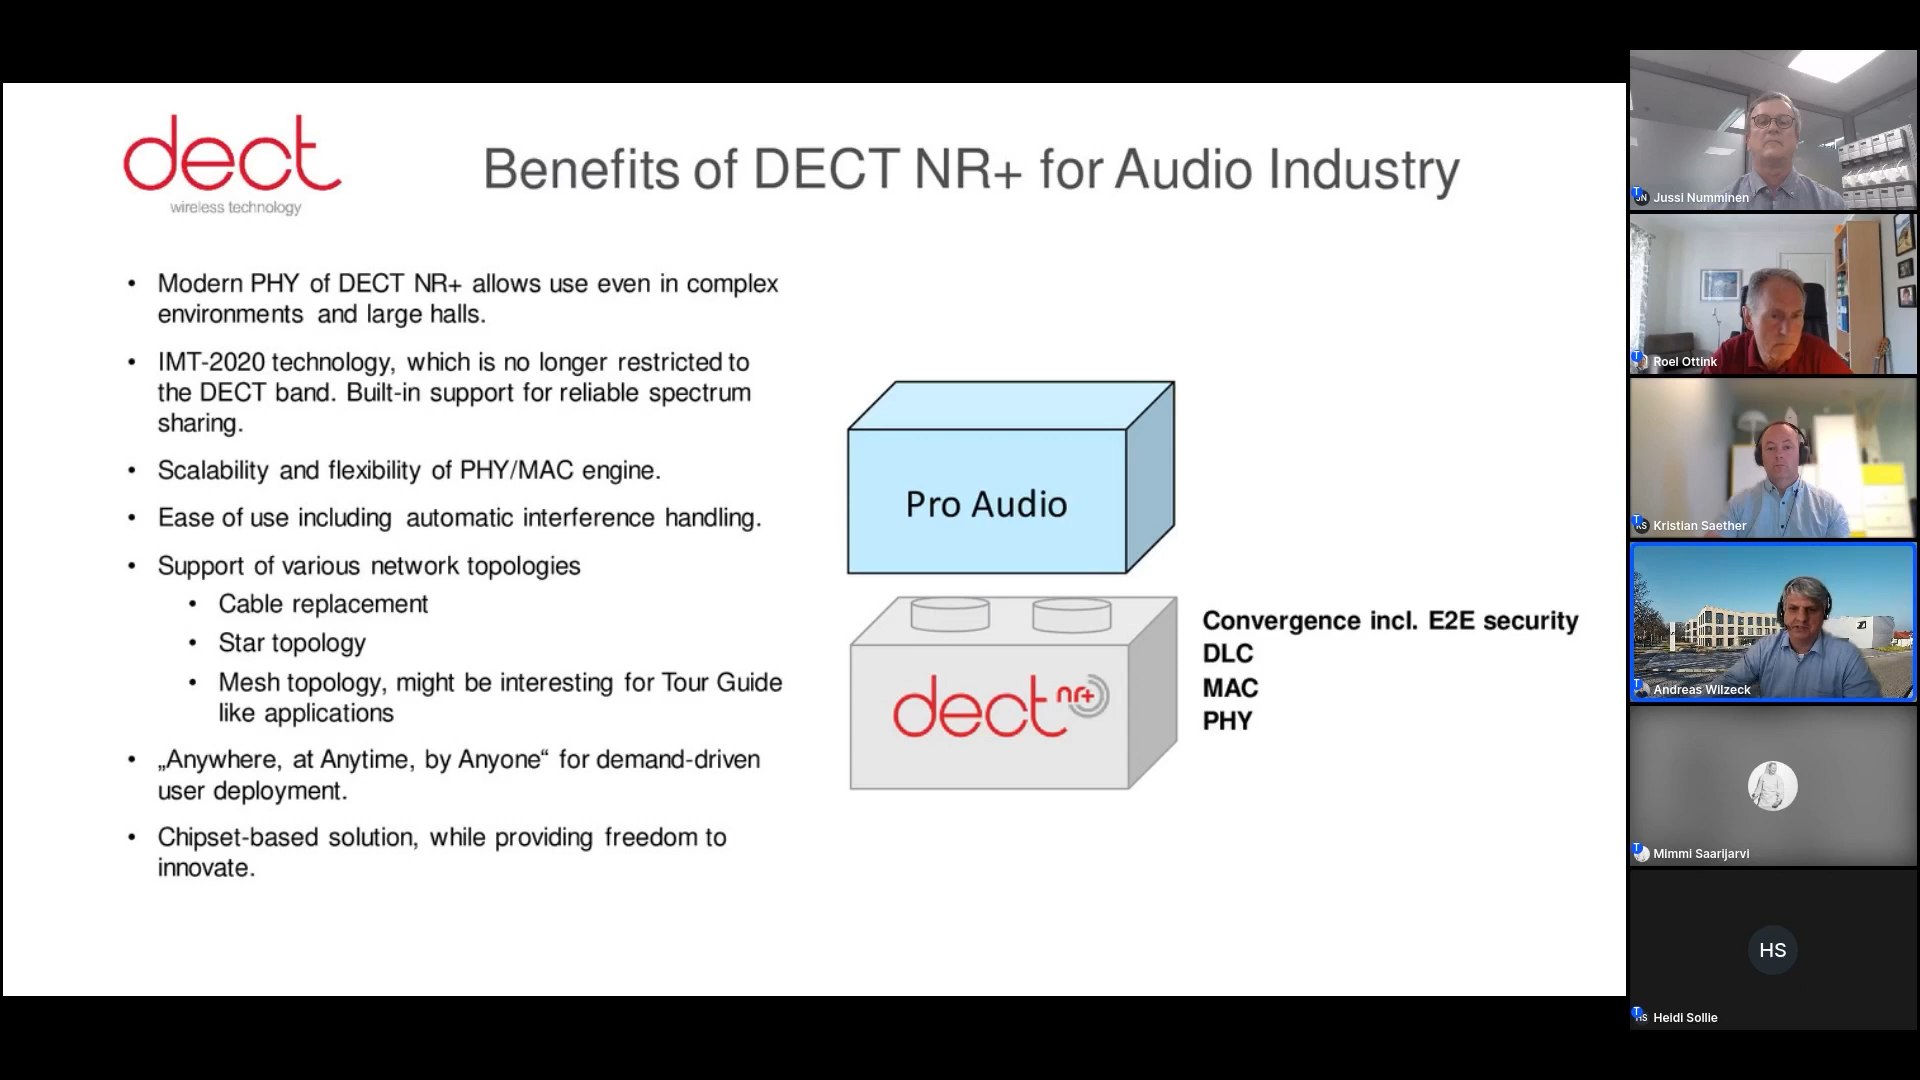 dect
wireless technology
Benefits of DECT NR+ for Audio Industry
• Modern PHY of DECT NR+ allows use even in complex
environments and large halls.
• IMT-2020 technology, which is no longer restricted to
the DECT band. Built-in support for reliable spectrum
sharing.
• Scalability and flexibility of PHY/MAC engine.
• Ease of use including automatic interference handling.
• Support of various network topologies
• Cable replacement
• Star topology
• Mesh topology, might be interesting for Tour Guide
like applications
• „Anywhere, at Anytime, by Anyone“ for demand-driven
user deployment.
• Chipset-based solution, while providing freedom to
innovate.
Pro Audio
dect nr+
Convergence incl. E2E security
DLC
MAC
PHY
Jussi Numminen
Roel Ottink
Kristian Saether
Andreas Wilzeck
Mimmi Saarijarvi
HS
Heidi Sollie